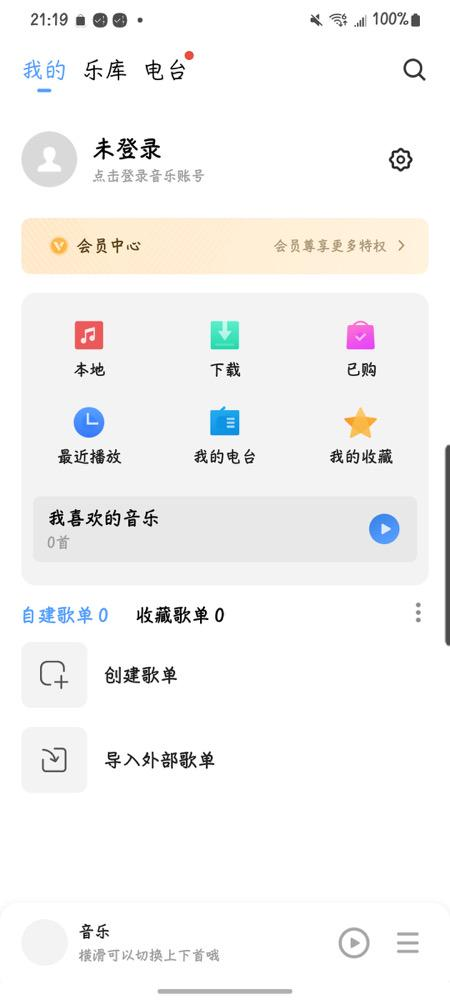 21:19 100%
我的 乐库 电台
未登录
点击登录音乐账号
会员中心 会员尊享更多特权
本地 下载 已购
最近播放 我的电台 我的收藏
我喜欢的音乐
0首
自建歌单 0 收藏歌单 0
创建歌单
导入外部歌单
音乐
横滑可以切换上下首哦